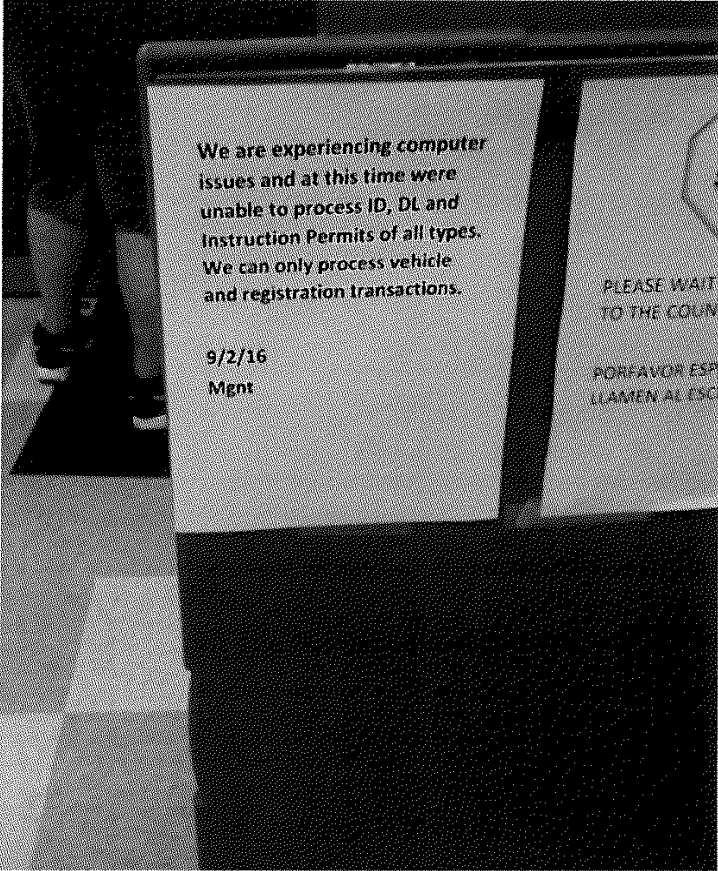 We are experiencing computer
issues and at this time were
unable to process ID, DL and
Instruction Permits of all types.
We can only process vehicle
and registration transactions.
9/2/16
Mgnt
PLEASE WAIT
TO THE COUN
PORFAVOR ESP
LLAMEN AL ESC